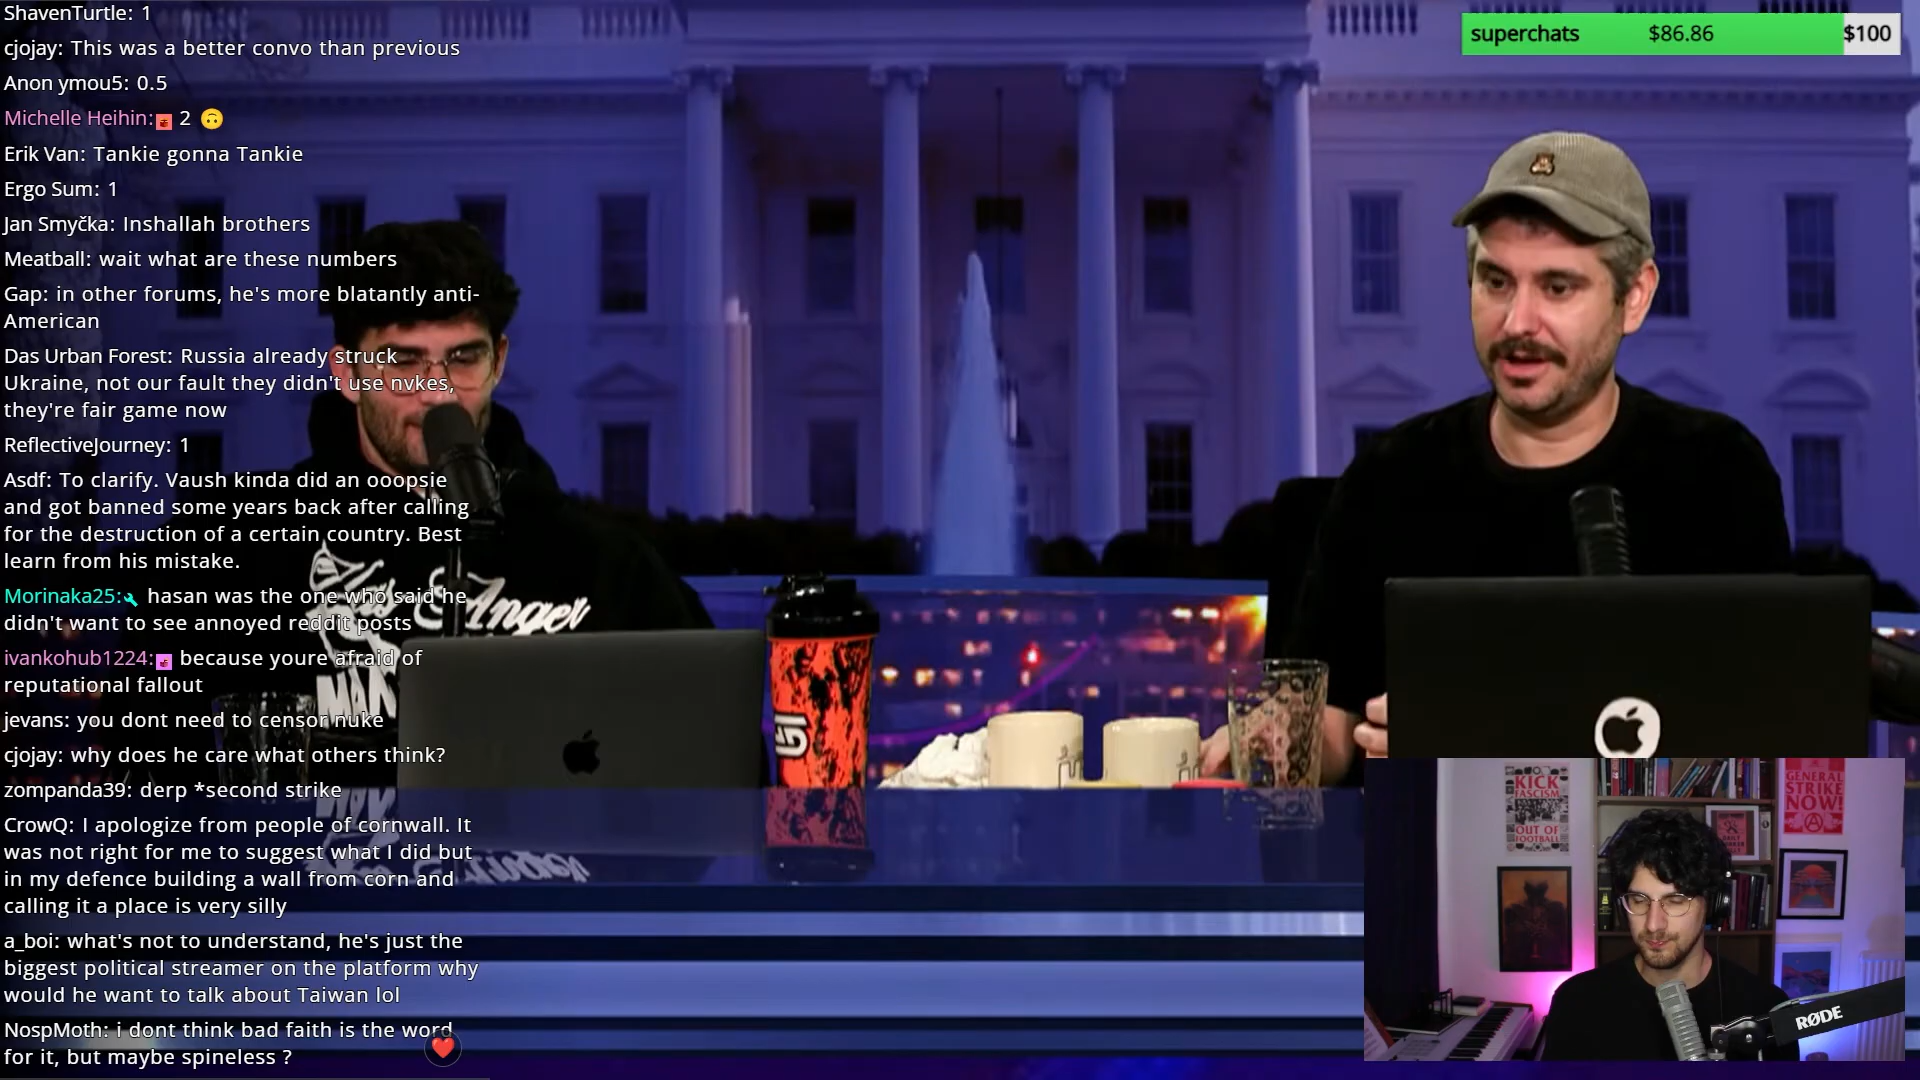 ShavenTurtle: 1
cjojay: This was a better convo than previous
Anon ymou5: 0.5
Michelle Heihin: 2 🙃
Erik Van: Tankie gonna Tankie
Ergo Sum: 1
Jan Smyčka: Inshallah brothers
Meatball: wait what are these numbers
Gap: in other forums, he's more blatantly anti-
American
Das Urban Forest: Russia already struck
Ukraine, not our fault they didn't use nvkes,
they're fair game now
ReflectiveJourney: 1
Asdf: To clarify. Vaush kinda did an ooopsie
and got banned some years back after calling
for the destruction of a certain country. Best
learn from his mistake.
Morinaka25: hasan was the one who said he
didn't want to see annoyed reddit posts
ivankohub1224: because youre afraid of
reputational fallout
jevans: you dont need to censor nuke
cjojay: why does he care what others think?
zompanda39: derp *second strike
CrowQ: I apologize from people of cornwall. It
was not right for me to suggest what I did but
in my defence building a wall from corn and
calling it a place is very silly
a_boi: what's not to understand, he's just the
biggest political streamer on the platform why
would he want to talk about Taiwan lol
NospMoth: i dont think bad faith is the word
for it, but maybe spineless ?
superchats $86.86 $100
Anger
MAN
KICK
FASCISM
OUT OF
FOOTBALL
GENERAL
STRIKE
NOW!
RØDE